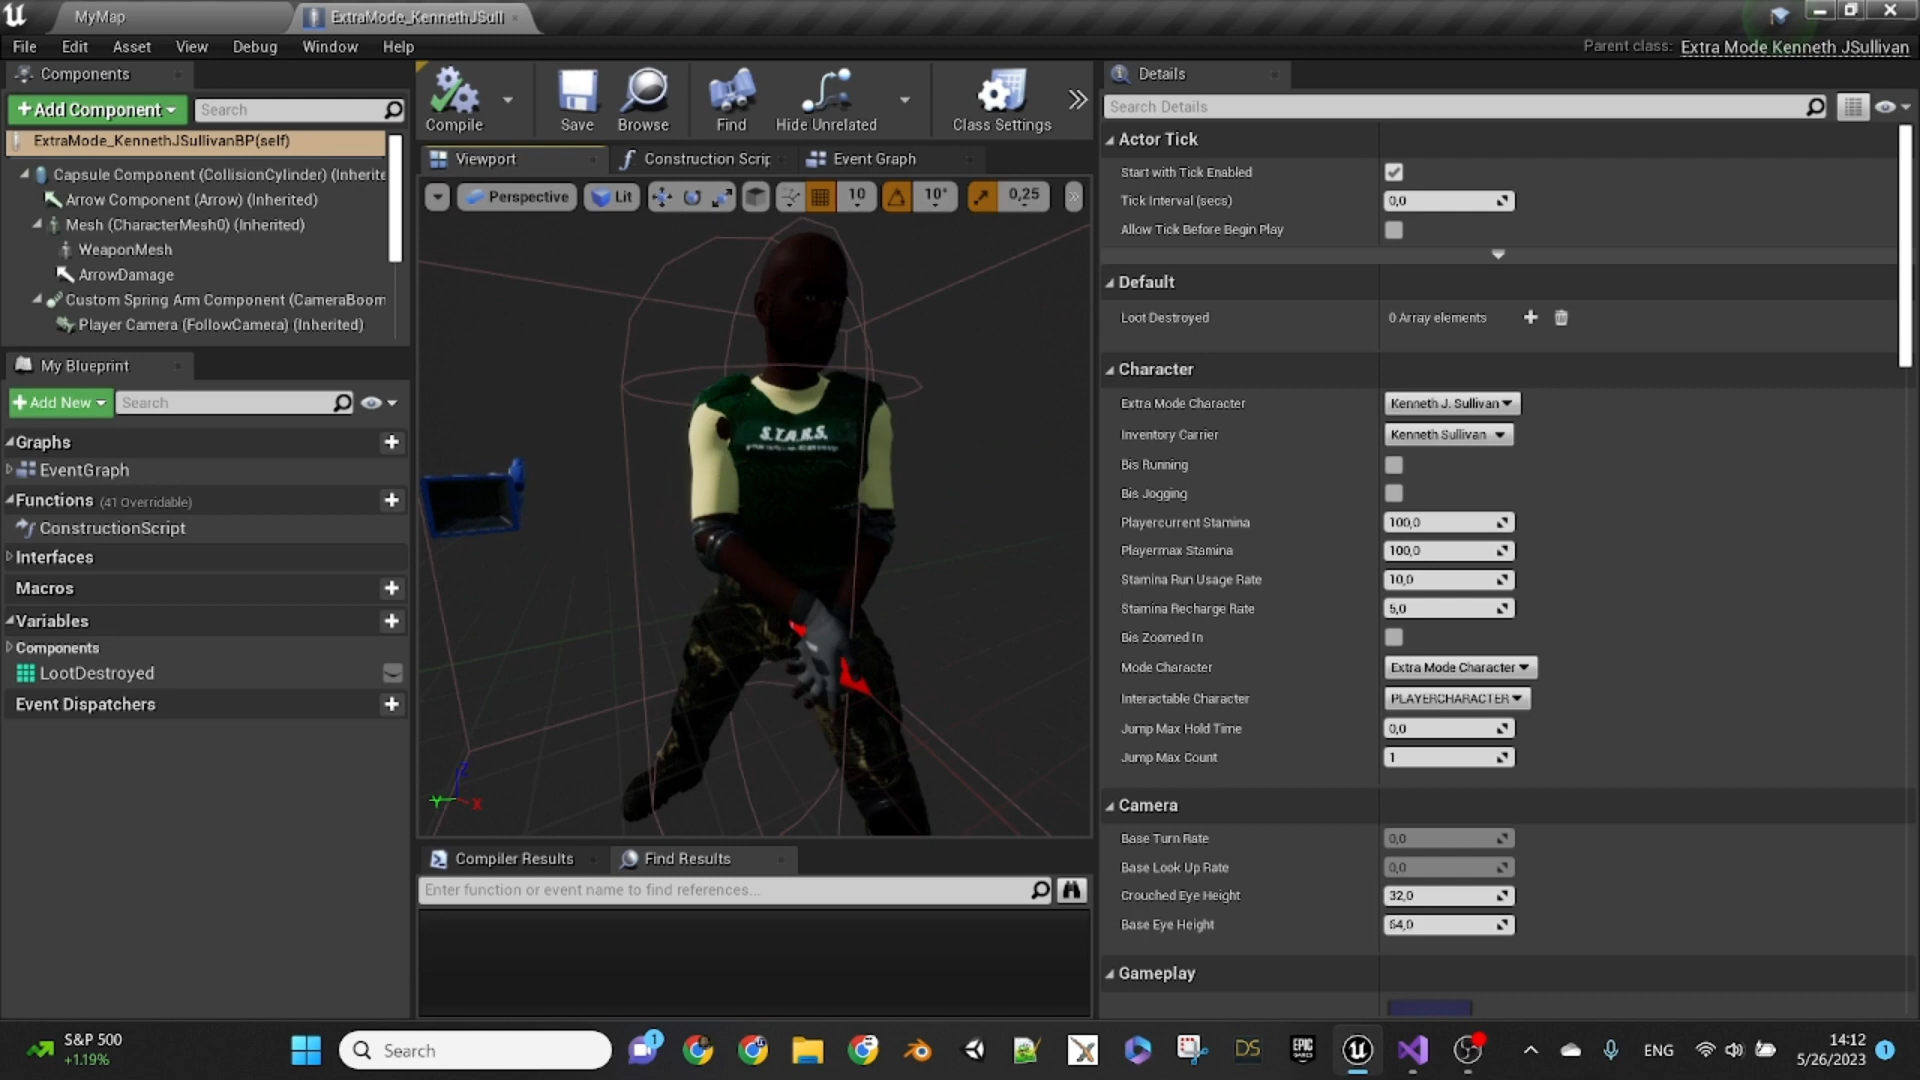 MyMap
ExtraMode_KennethJSull
File Edit Asset View Debug Window Help
Parent class: Extra Mode Kenneth JSullivan
Components
+Add Component
Search
ExtraMode_KennethJSullivanBP(self)
Capsule Component (CollisionCylinder) (Inherite
Arrow Component (Arrow) (Inherited)
Mesh (CharacterMesh0) (Inherited)
WeaponMesh
ArrowDamage
Custom Spring Arm Component (CameraBoom
Player Camera (FollowCamera) (Inherited)
My Blueprint
+Add New
Search
Graphs
EventGraph
Functions (41 Overridable)
ConstructionScript
Interfaces
Macros
Variables
Components
LootDestroyed
Event Dispatchers
Compile Save Browse Find Hide Unrelated Class Settings
Viewport Construction Scrip Event Graph
Perspective Lit 10 10° 0,25
S.T.A.R.S.
Z
Y X
Compiler Results Find Results
Enter function or event name to find references...
Details
Search Details
Actor Tick
Start with Tick Enabled
Tick Interval (secs) 0,0
Allow Tick Before Begin Play
Default
Loot Destroyed 0 Array elements
Character
Extra Mode Character Kenneth J. Sullivan
Inventory Carrier Kenneth Sullivan
Bis Running
Bis Jogging
Playercurrent Stamina 100,0
Playermax Stamina 100,0
Stamina Run Usage Rate 10,0
Stamina Recharge Rate 5,0
Bis Zoomed In
Mode Character Extra Mode Character
Interactable Character PLAYERCHARACTER
Jump Max Hold Time 0,0
Jump Max Count 1
Camera
Base Turn Rate 0,0
Base Look Up Rate 0,0
Crouched Eye Height 32,0
Base Eye Height 64,0
Gameplay
S&P 500
+1.19%
Search
1
DS
EPIC GAMES
ENG
14:12
5/26/2023
1